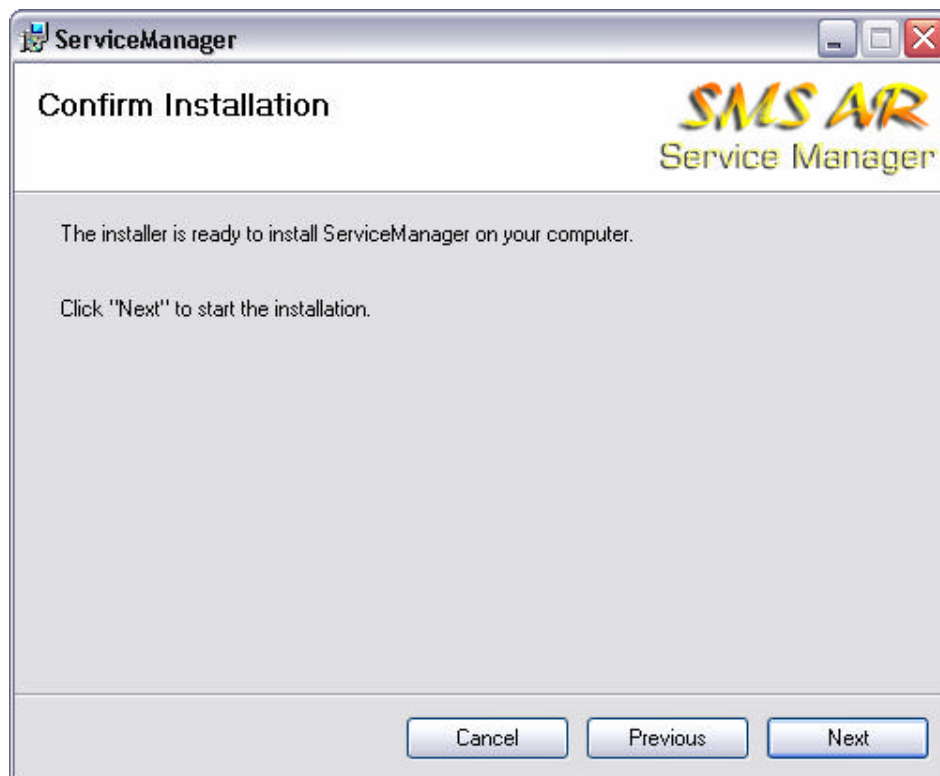 ServiceManager
Confirm Installation
SMS AR
Service Manager
The installer is ready to install ServiceManager on your computer.
Click "Next" to start the installation.
Cancel
Previous
Next